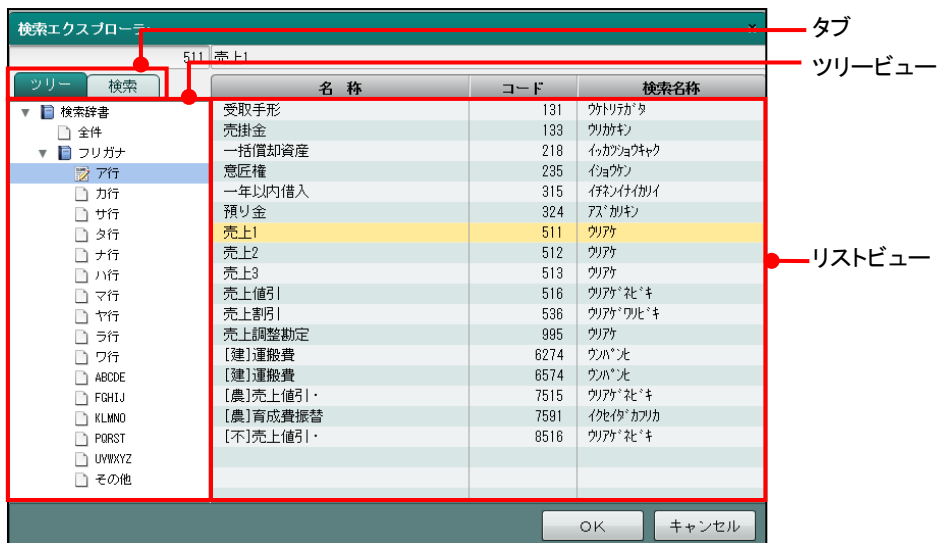 検索エクスプローラ
タブ
511 売上1
ツリービュー
ツリー 検索
名 称 コード 検索名称
検索辞書
全件
フリガナ
ア行
カ行
サ行
タ行
ナ行
ハ行
マ行
ヤ行
ラ行
ワ行
ABCDE
FGHIJ
KLMNO
PQRST
UVWXYZ
その他
受取手形 131 ｳｹﾄﾘﾃｶﾞﾀ
売掛金 133 ｳﾘｶｹｷﾝ
一括償却資産 218 ｲｯｶﾂｼｮｳｷｬｸ
意匠権 235 ｲｼｮｳｹﾝ
一年以内借入 315 ｲﾁﾈﾝｲﾅｲｶﾘｲ
預り金 324 ｱｽﾞｶﾘｷﾝ
売上1 511 ｳﾘｱｹ
売上2 512 ｳﾘｱｹ
売上3 513 ｳﾘｱｹ
売上値引 516 ｳﾘｱｹﾞﾈﾋﾞｷ
売上割引 536 ｳﾘｱｹﾞﾜﾘﾋﾞｷ
売上調整勘定 995 ｳﾘｱｹ
[建]運搬費 6274 ｳﾝﾊﾟﾝﾋ
[建]運搬費 6574 ｳﾝﾊﾟﾝﾋ
[農]売上値引・ 7515 ｳﾘｱｹﾞﾈﾋﾞｷ
[農]育成費振替 7591 ｲｸｾｲﾀﾞｶﾌﾘｶ
[不]売上値引・ 8516 ｳﾘｱｹﾞﾈﾋﾞｷ
リストビュー
OK キャンセル